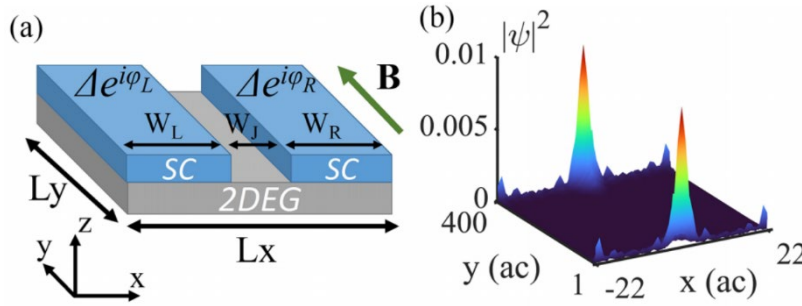 (a)
Δe^{iφ_L}
Δe^{iφ_R}
B
W_L
W_J
W_R
SC
SC
2DEG
Ly
Lx
z
y
x
(b)
|ψ|²
0.01
0.005
0
400
y (ac)
1
-22
x (ac)
22